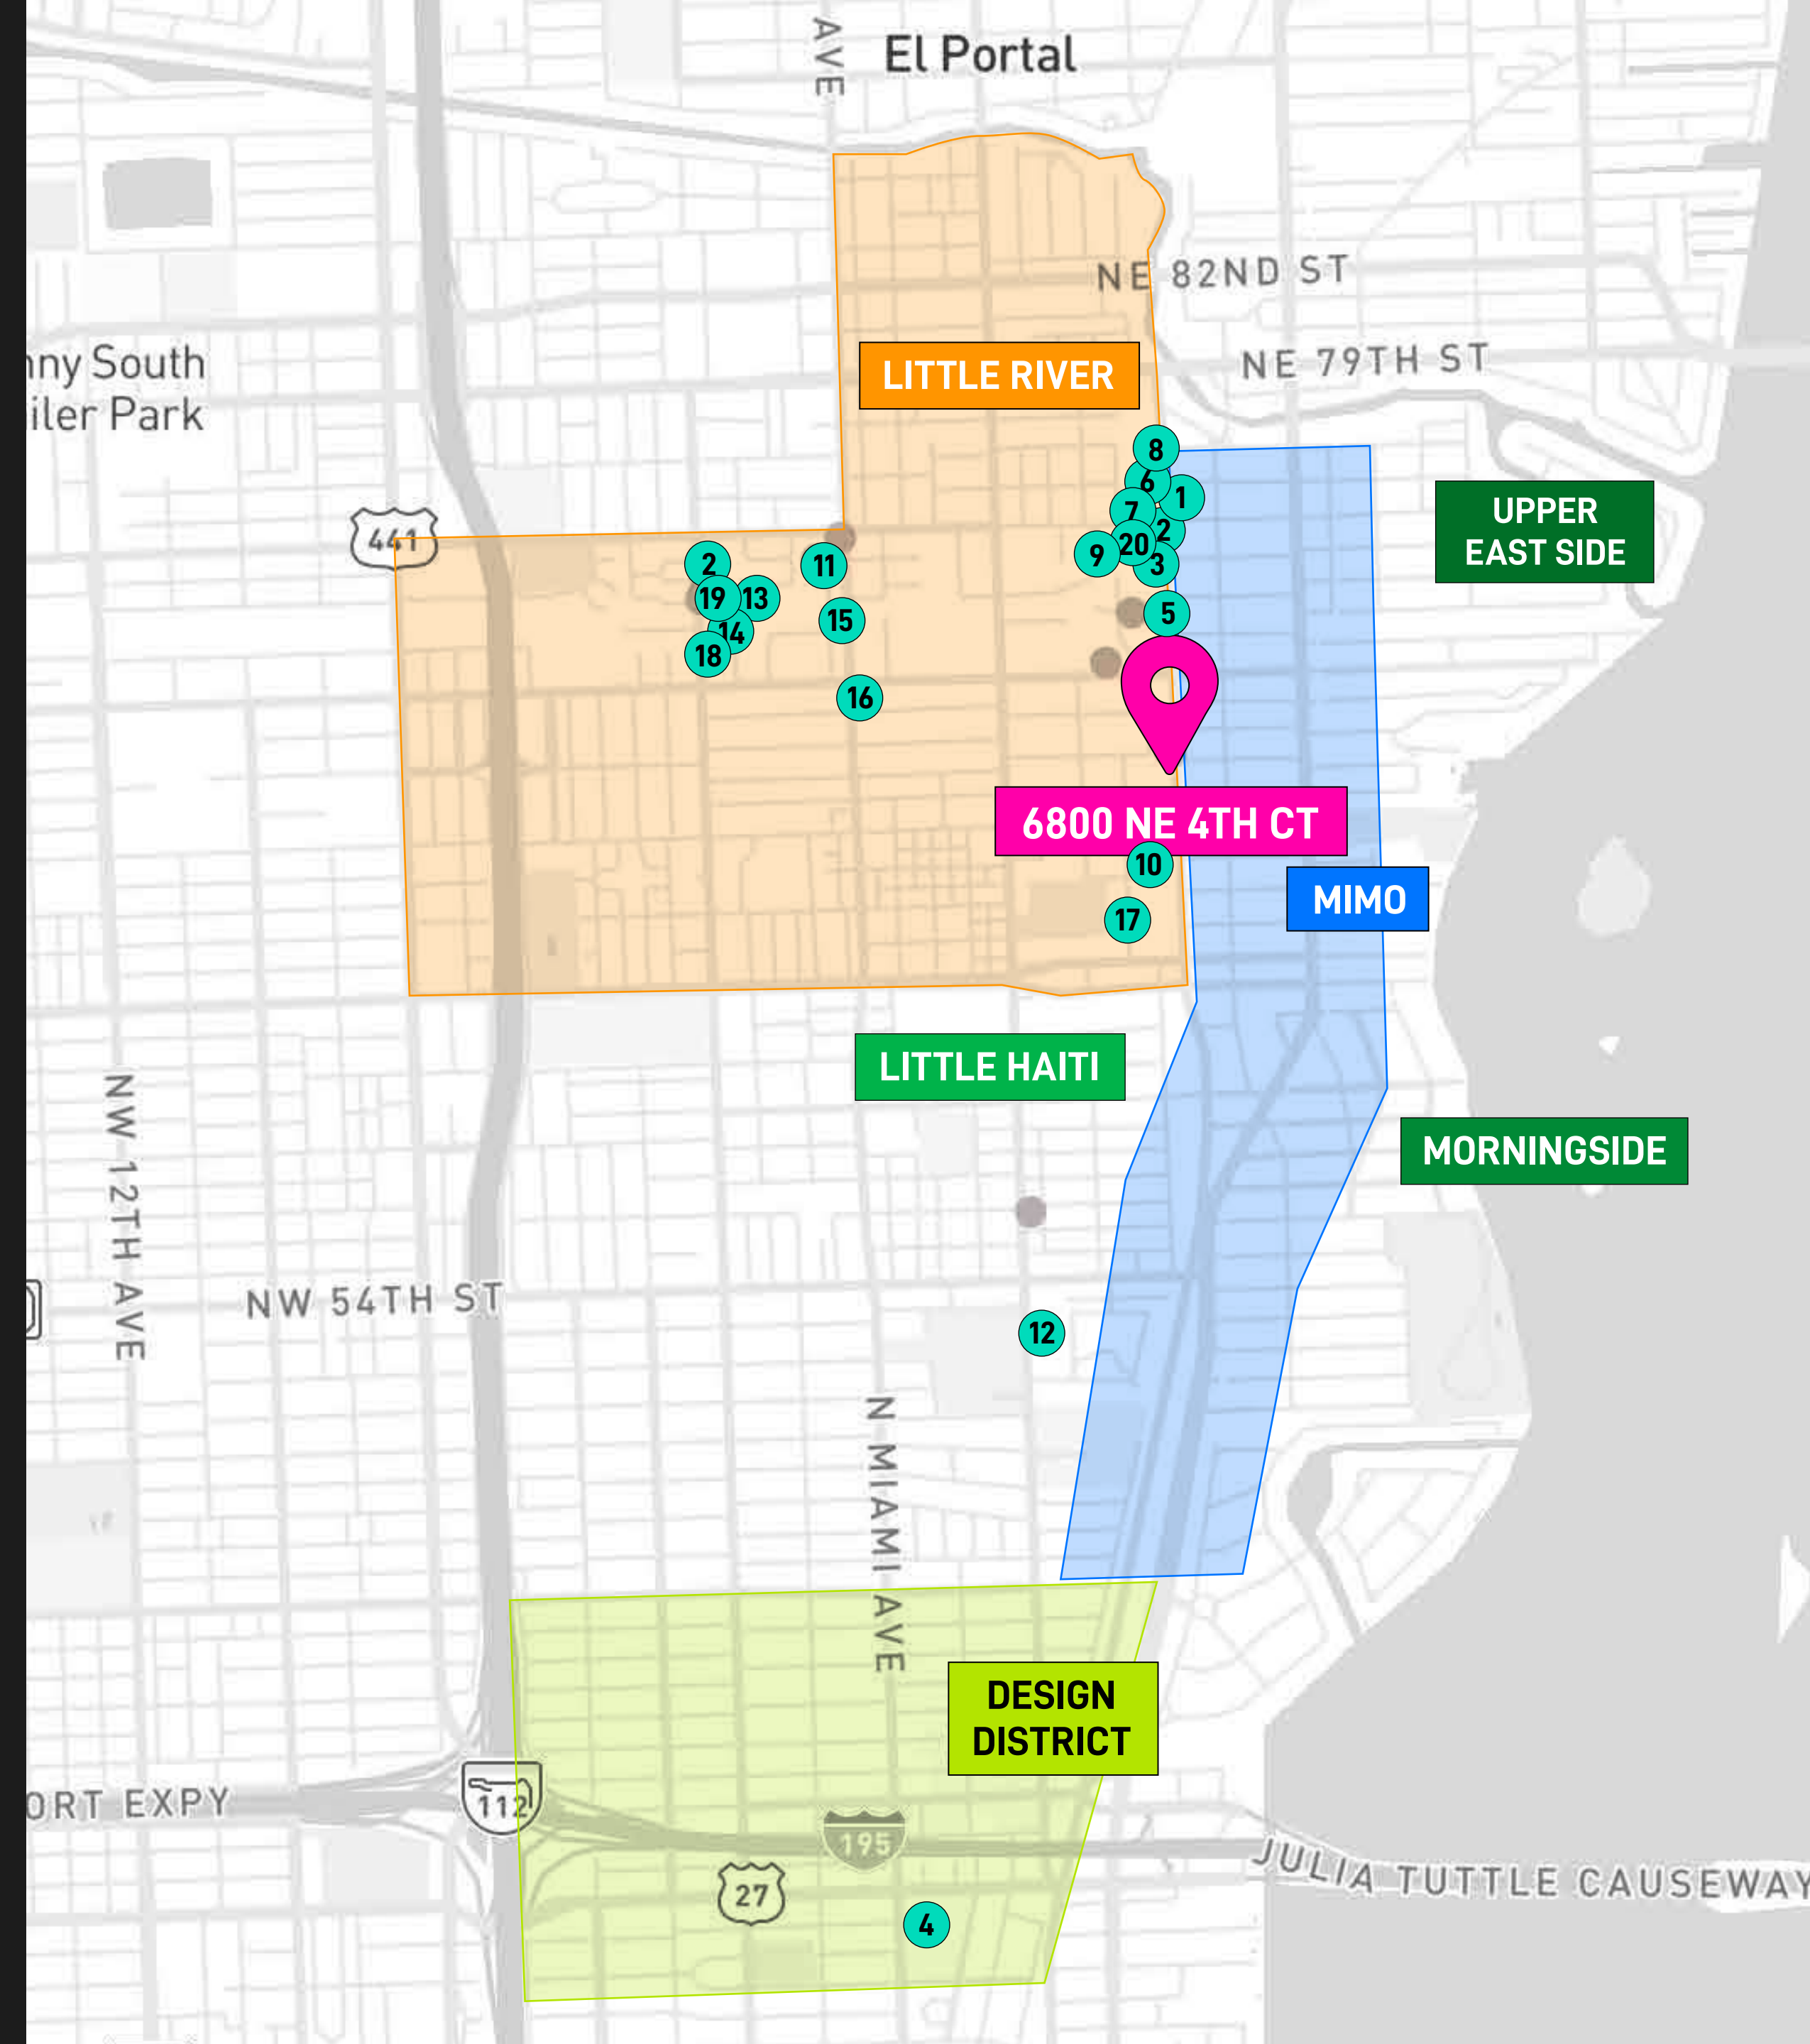 AVE
El Portal
NE 82ND ST
nny South
iler Park
LITTLE RIVER
NE 79TH ST
8
6
1
7
2
20
9
3
UPPER
EAST SIDE
441
2
11
19
13
14
15
18
5
16
6800 NE 4TH CT
10
MIMO
17
LITTLE HAITI
NW 12TH AVE
MORNINGSIDE
NW 54TH ST
12
N MIAMI AVE
DESIGN
DISTRICT
ORT EXPY
112
195
27
JULIA TUTTLE CAUSEWAY
4